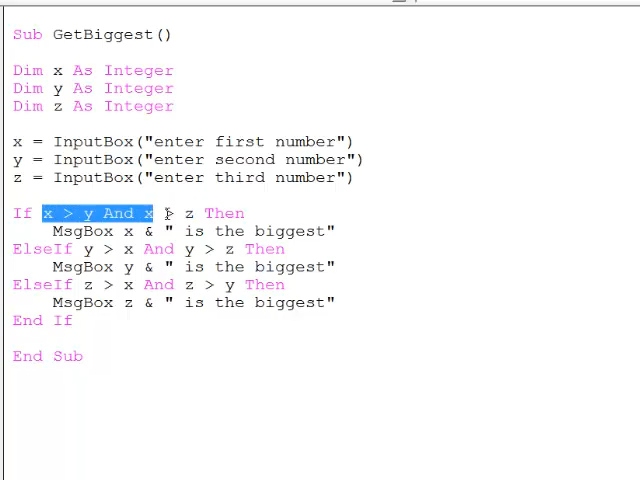 Sub GetBiggest()
Dim x As Integer
Dim y As Integer
Dim z As Integer
x = InputBox("enter first number")
y = InputBox("enter second number")
z = InputBox("enter third number")
If x > y And x > z Then
    MsgBox x & " is the biggest"
ElseIf y > x And y > z Then
    MsgBox y & " is the biggest"
ElseIf z > x And z > y Then
    MsgBox z & " is the biggest"
End If
End Sub